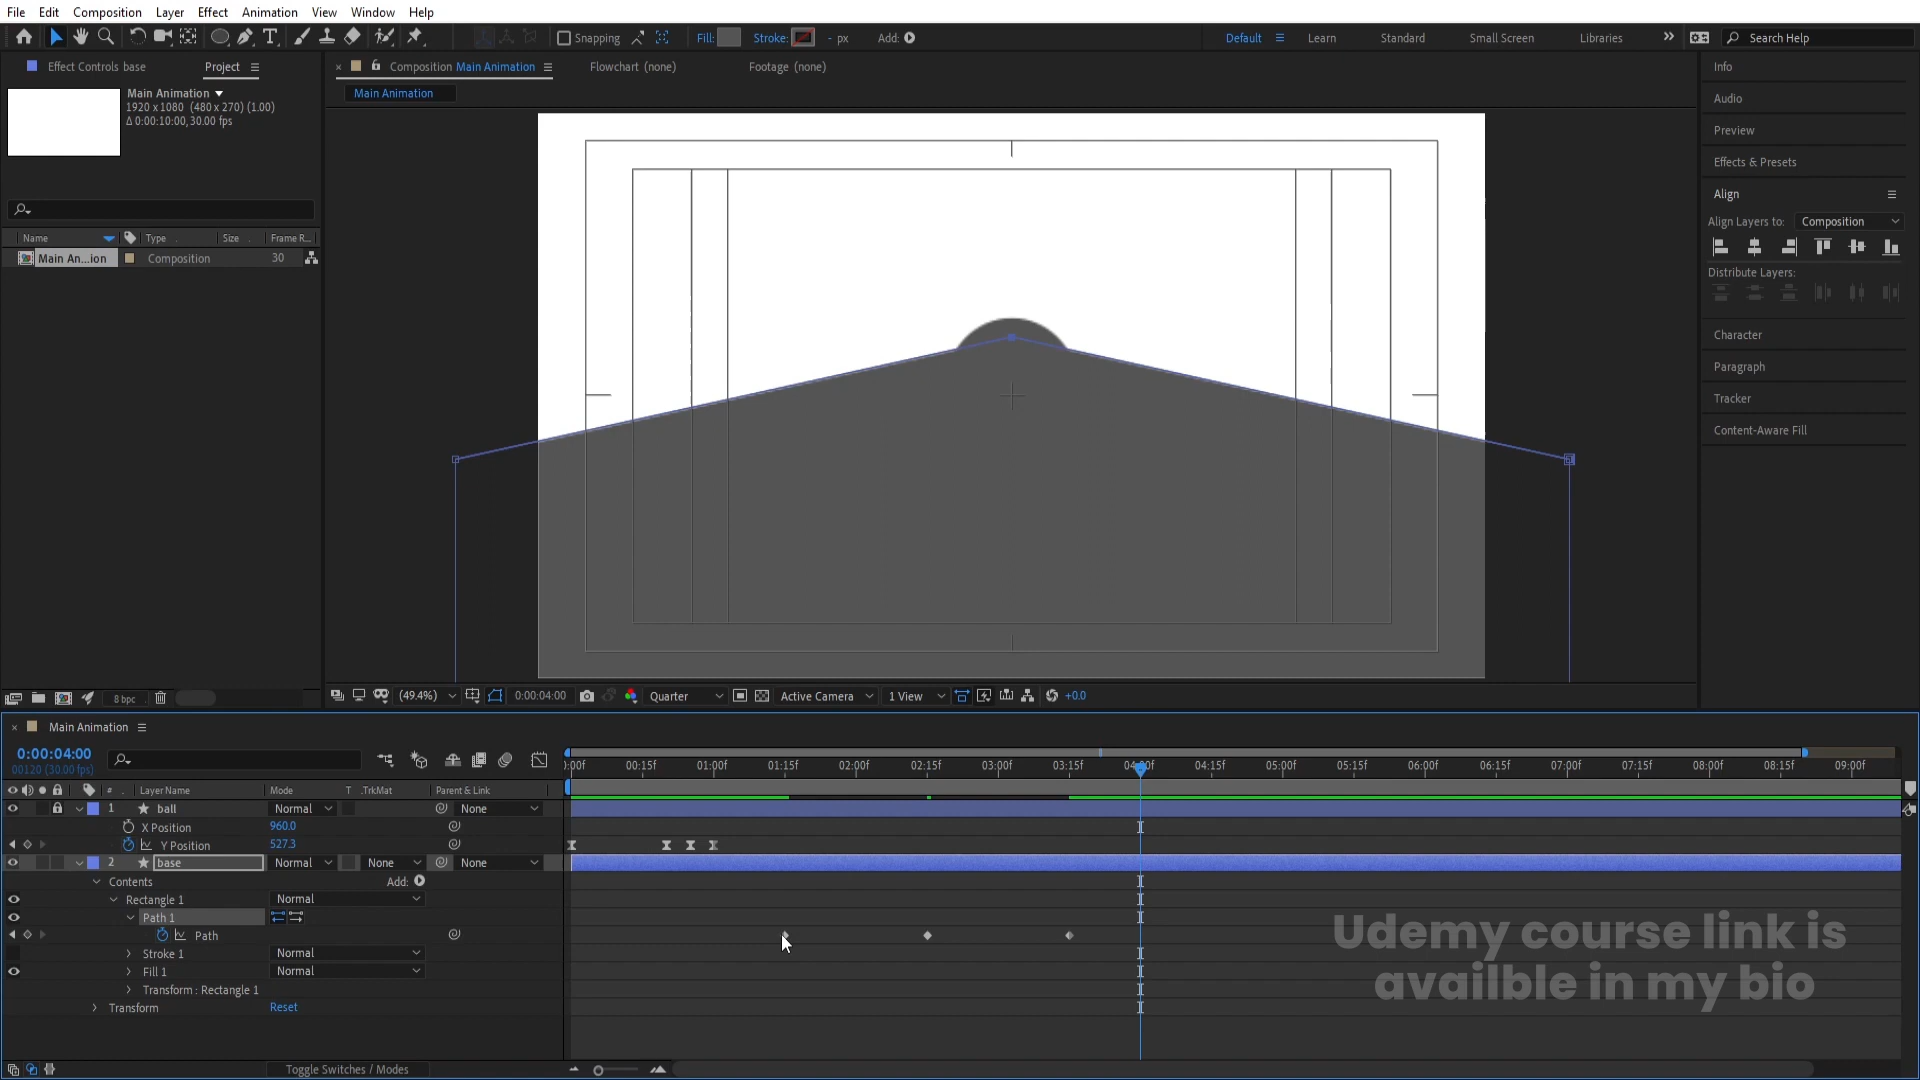 File Edit Composition Layer Effect Animation View Window Help
Snapping Fill: Stroke: - px Add: Default Learn Standard Small Screen Libraries Search Help
Effect Controls base Project
Composition Main Animation Flowchart (none) Footage (none)
Main Animation
Main Animation
1920 x 1080 (480 x 270) (1.00)
Δ 0:00:10:00, 30.00 fps
Name Type Size Frame R...
Main An...ion Composition 30
8 bpc
(49.4%) 0:00:04:00 Quarter Active Camera 1 View +0.0
Info
Audio
Preview
Effects & Presets
Align
Align Layers to: Composition
Distribute Layers:
Character
Paragraph
Tracker
Content-Aware Fill
Main Animation
0:00:04:00
00120 (30.00 fps)
):00f 00:15f 01:00f 01:15f 02:00f 02:15f 03:00f 03:15f 04:00f 04:15f 05:00f 05:15f 06:00f 06:15f 07:00f 07:15f 08:00f 08:15f 09:00f
# Layer Name Mode T .TrkMat Parent & Link
1 ball Normal None
X Position 960.0
Y Position 527.3
2 base Normal None None
Contents Add:
Rectangle 1 Normal
Path 1
Path
Stroke 1 Normal
Fill 1 Normal
Transform : Rectangle 1
Transform Reset
Toggle Switches / Modes
Udemy course link is
availble in my bio